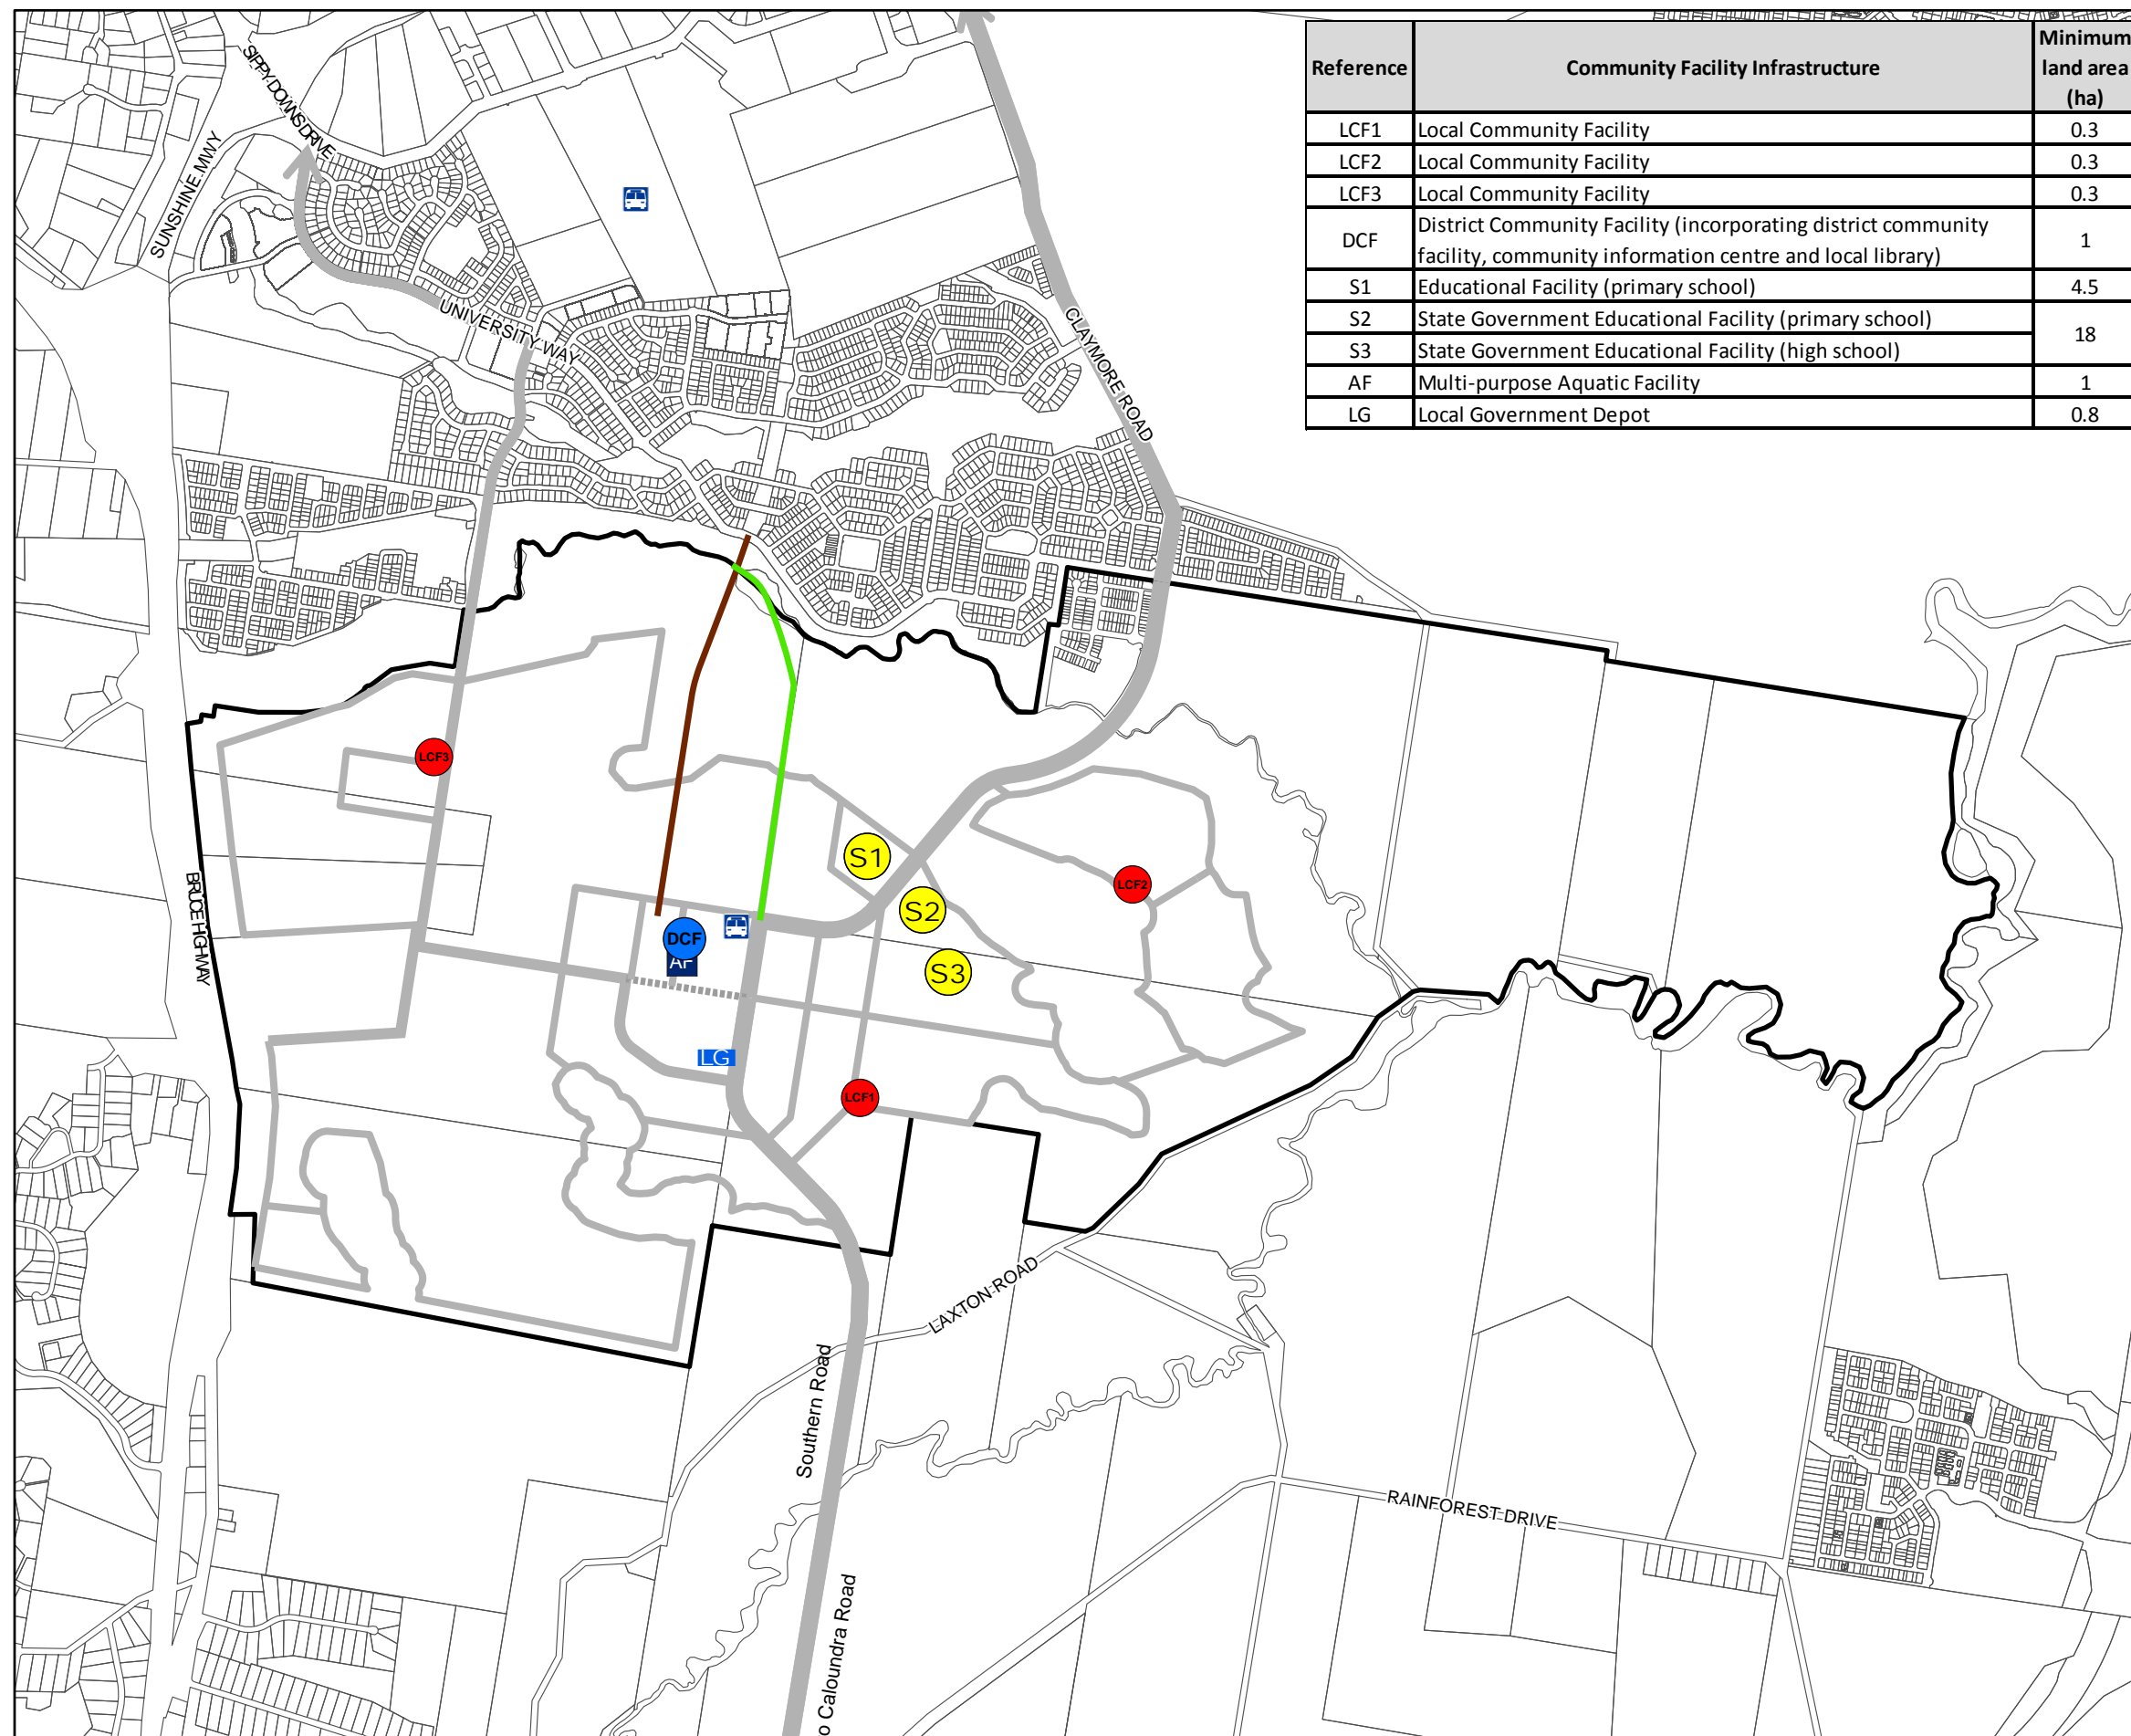 Reference Community Facility Infrastructure Minimum land area (ha)
LCF1 Local Community Facility 0.3
LCF2 Local Community Facility 0.3
LCF3 Local Community Facility 0.3
DCF District Community Facility (incorporating district community
facility, community information centre and local library) 1
S1 Educational Facility (primary school) 4.5
S2 State Government Educational Facility (primary school) 18
S3 State Government Educational Facility (high school)
AF Multi-purpose Aquatic Facility 1
LG Local Government Depot 0.8
SIPPY DOWNS DRIVE
SUNSHINE MWY
UNIVERSITY WAY
CLAYMORE ROAD
LCF3
S1
LCF2
S2
BRUCE HIGHWAY
DCF
AF
S3
LG
LCF1
LAXTON ROAD
Southern Road
RAINFOREST DRIVE
o Caloundra Road